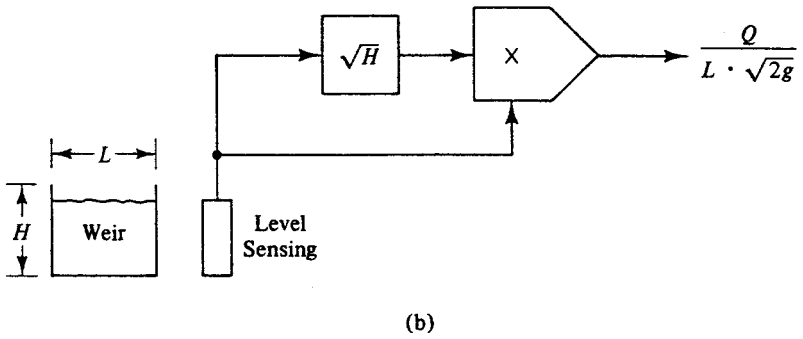 √H
X
Q
L · √2g
L
H
Weir
Level
Sensing
(b)